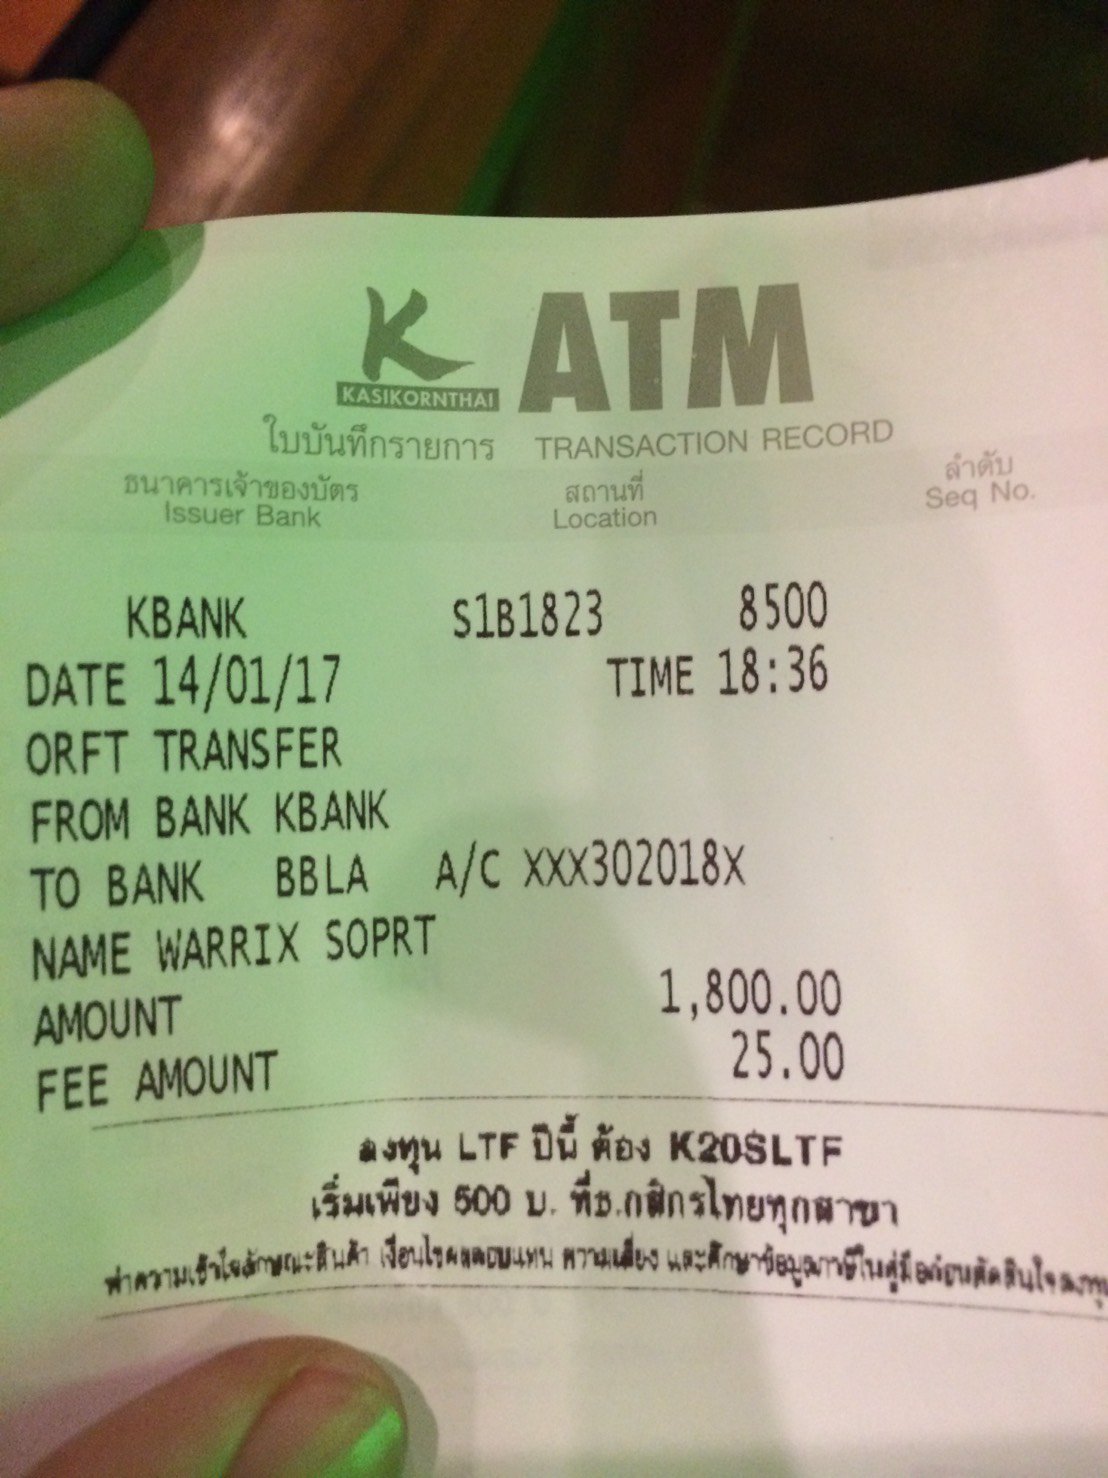 K ATM
KASIKORNTHAI
ใบบันทึกรายการ TRANSACTION RECORD
ธนาคารเจ้าของบัตร สถานที่ ลำดับ
Issuer Bank Location Seq No.
KBANK S1B1823 8500
DATE 14/01/17 TIME 18:36
ORFT TRANSFER
FROM BANK KBANK
TO BANK BBLA A/C XXX302018X
NAME WARRIX SOPRT
AMOUNT 1,800.00
FEE AMOUNT 25.00
ลงทุน LTF ปีนี้ ต้อง K20SLTF
เริ่มเพียง 500 บ. ที่ธ.กสิกรไทยทุกสาขา
ทำความเข้าใจลักษณะสินค้า เงื่อนไขผลตอบแทน ความเสี่ยง และศึกษาข้อมูลภาษีในคู่มือก่อนตัดสินใจลงทุน